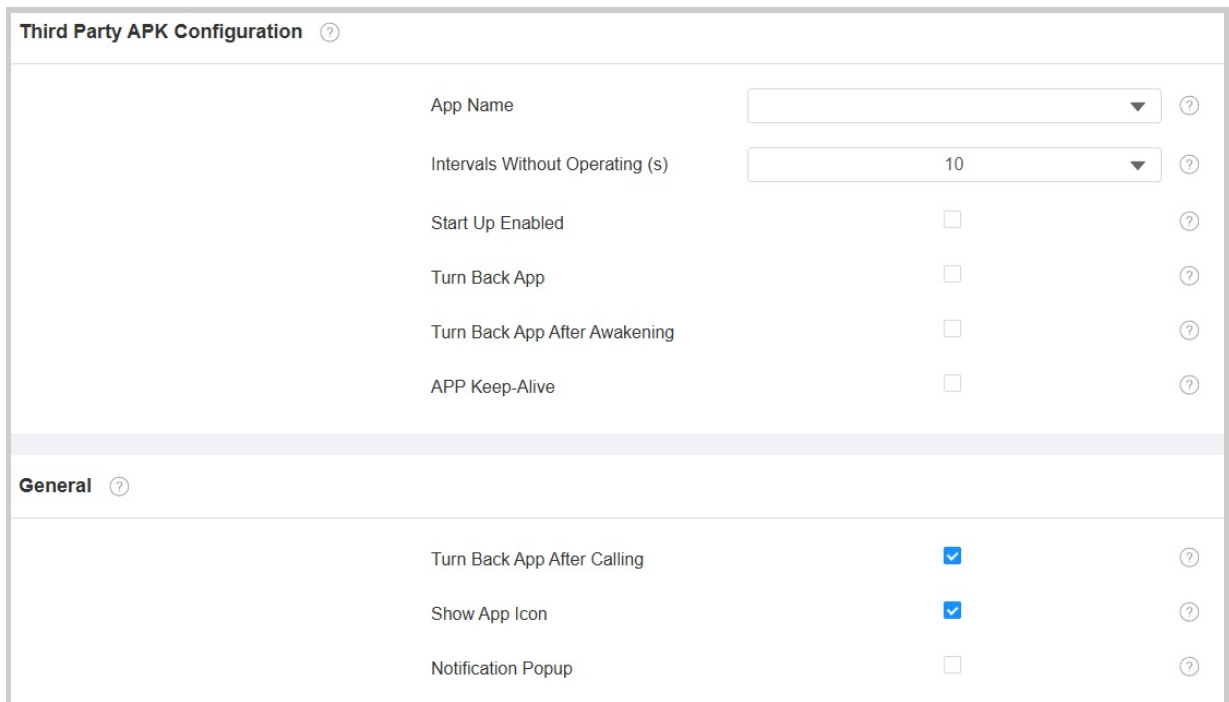 Third Party APK Configuration ?
App Name ?
Intervals Without Operating (s) 10 ?
Start Up Enabled ?
Turn Back App ?
Turn Back App After Awakening ?
APP Keep-Alive ?
General ?
Turn Back App After Calling ?
Show App Icon ?
Notification Popup ?